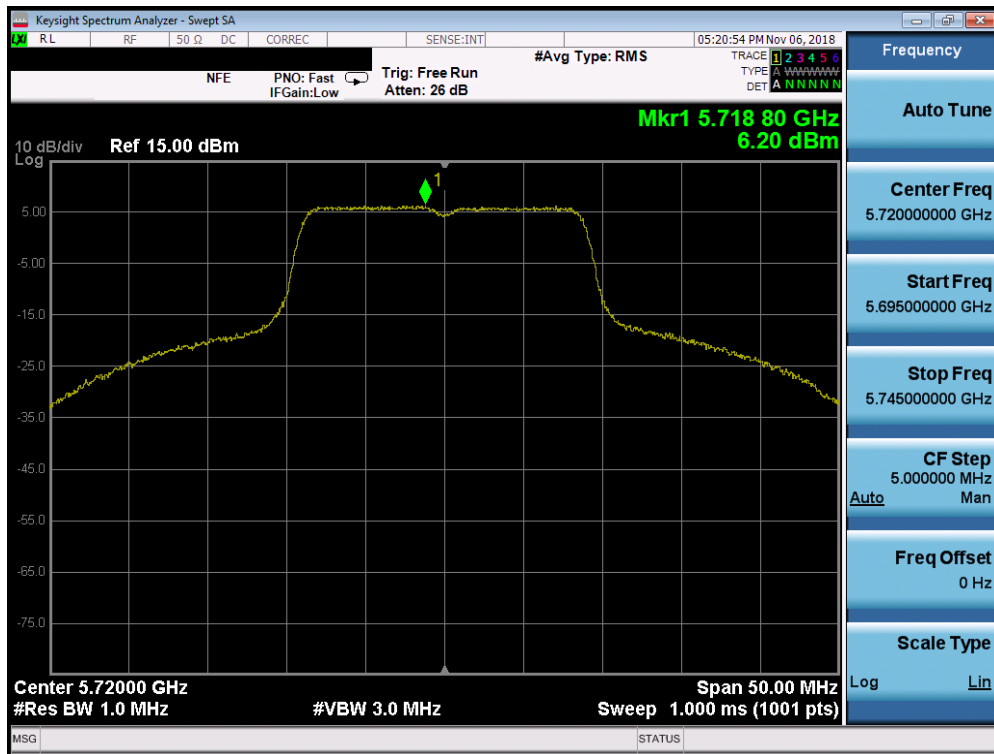 Keysight Spectrum Analyzer - Swept SA
LXI RL RF 50 Ω DC CORREC SENSE:INT 05:20:54 PM Nov 06, 2018
#Avg Type: RMS TRACE 1 2 3 4 5 6
NFE PNO: Fast Trig: Free Run TYPE A WWWWW
IFGain:Low Atten: 26 dB DET A N N N N N
Mkr1 5.718 80 GHz
6.20 dBm
10 dB/div Ref 15.00 dBm
Log
1
5.00
-5.00
-15.0
-25.0
-35.0
-45.0
-55.0
-65.0
-75.0
Center 5.72000 GHz Span 50.00 MHz
#Res BW 1.0 MHz #VBW 3.0 MHz Sweep 1.000 ms (1001 pts)
MSG STATUS
Frequency
Auto Tune
Center Freq
5.720000000 GHz
Start Freq
5.695000000 GHz
Stop Freq
5.745000000 GHz
CF Step
5.000000 MHz
Auto Man
Freq Offset
0 Hz
Scale Type
Log Lin